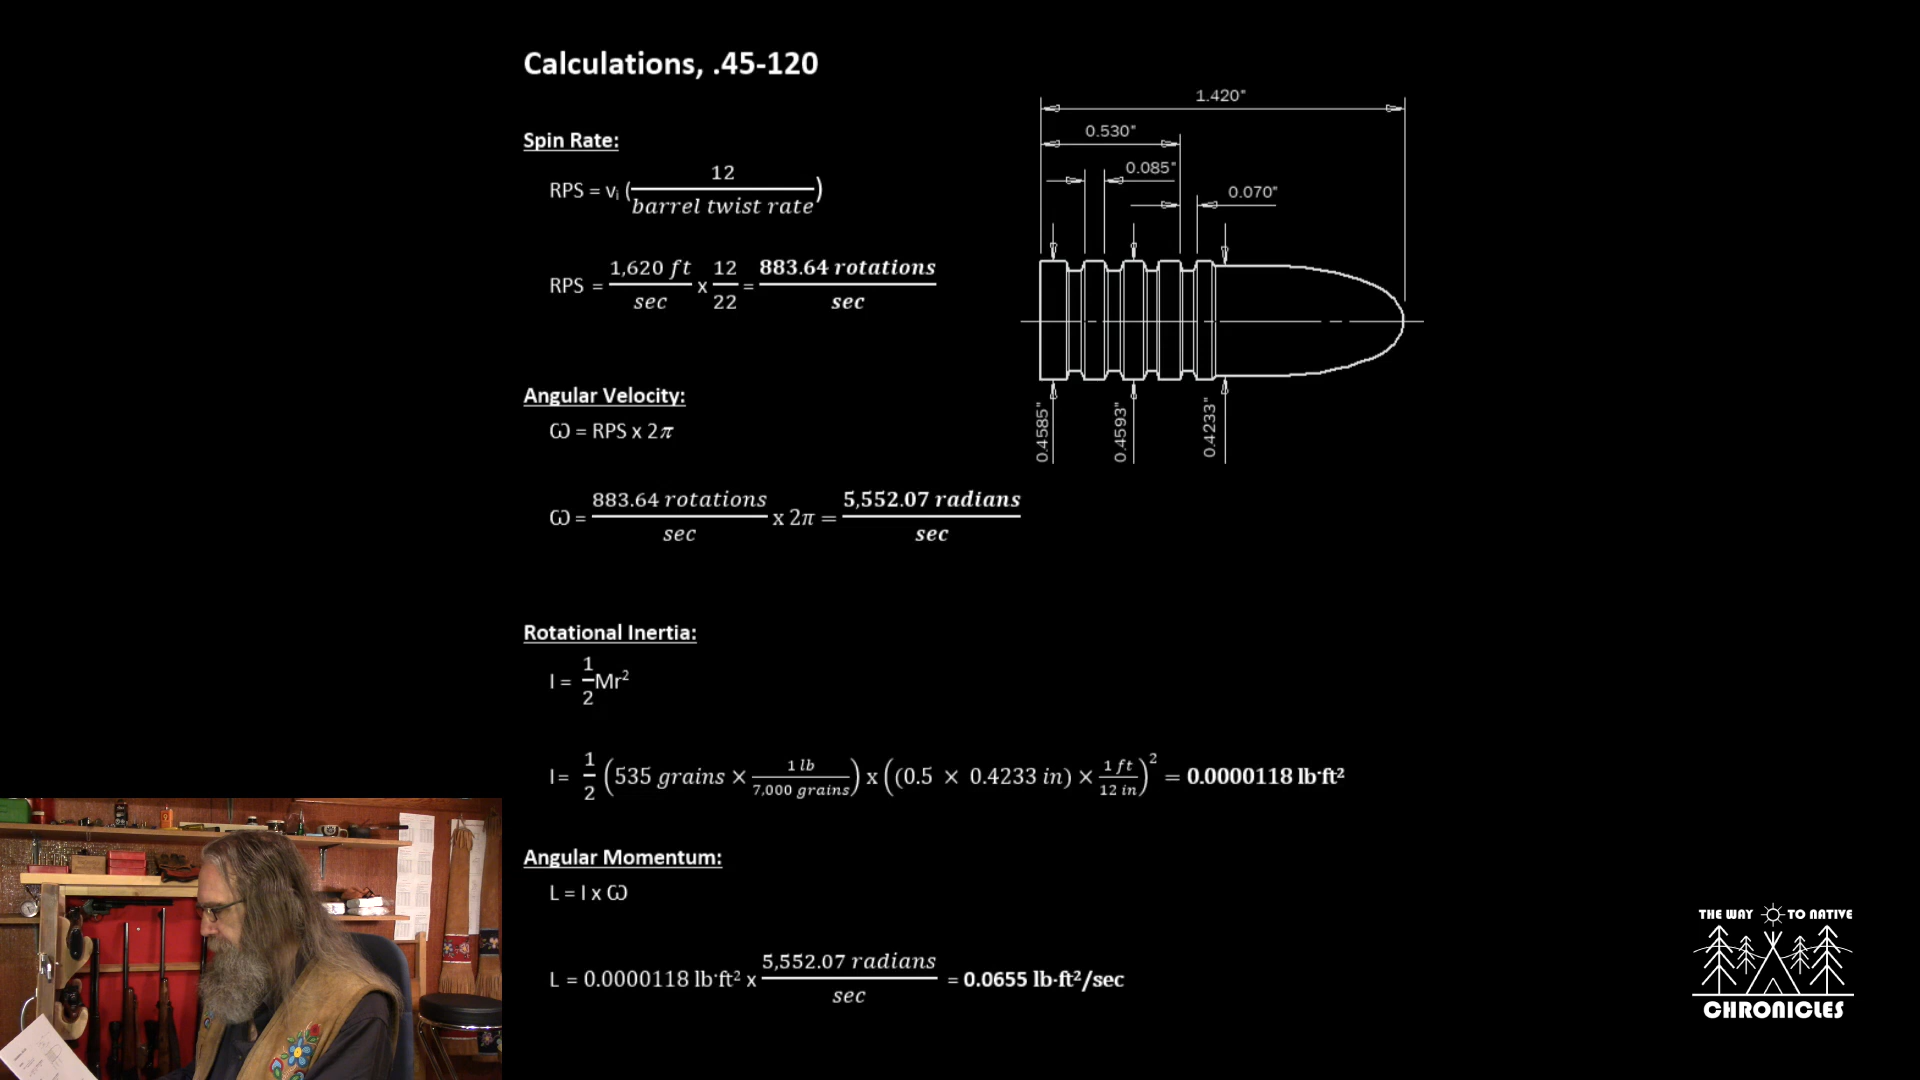 Calculations, .45-120
Spin Rate:
RPS = vᵢ (12 / barrel twist rate)
RPS = 1,620 ft / sec x 12 / 22 = 883.64 rotations / sec
Angular Velocity:
Ѡ = RPS x 2π
Ѡ = 883.64 rotations / sec x 2π = 5,552.07 radians / sec
Rotational Inertia:
I = 1/2 Mr²
I = 1/2 (535 grains × 1 lb / 7,000 grains) x ((0.5 × 0.4233 in) × 1 ft / 12 in)² = 0.0000118 lb·ft²
Angular Momentum:
L = I x Ѡ
L = 0.0000118 lb·ft² x 5,552.07 radians / sec = 0.0655 lb·ft²/sec
1.420"
0.530"
0.085"
0.070"
0.4585"
0.4593"
0.4233"
THE WAY TO NATIVE
CHRONICLES